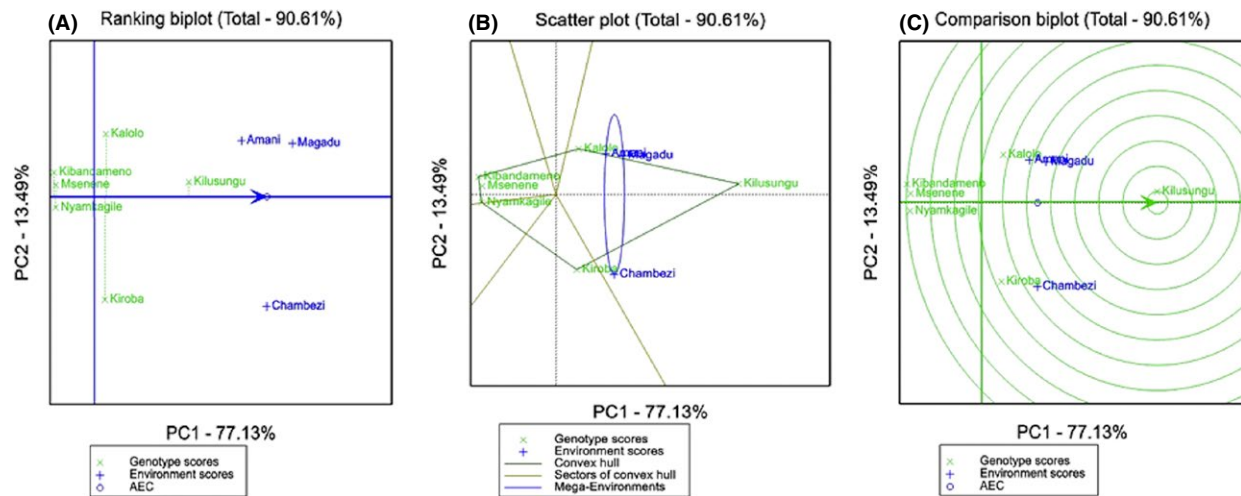 (A) Ranking biplot (Total - 90.61%)
Kalolo
Amani
Magadu
Kibandameno
Msenene
Kilusungu
Nyamkagile
Kiroba
Chambezi
PC2 - 13.49%
PC1 - 77.13%
Genotype scores
Environment scores
AEC
(B) Scatter plot (Total - 90.61%)
Kalolo
Amani
Magadu
Kibandameno
Msenene
Kilusungu
Nyamkagile
Kiroba
Chambezi
PC2 - 13.49%
PC1 - 77.13%
Genotype scores
Environment scores
Convex hull
Sectors of convex hull
Mega-Environments
(C) Comparison biplot (Total - 90.61%)
Kalolo
Amani
Magadu
Kibandameno
Msenene
Kilusungu
Nyamkagile
Kiroba
Chambezi
PC2 - 13.49%
PC1 - 77.13%
Genotype scores
Environment scores
AEC